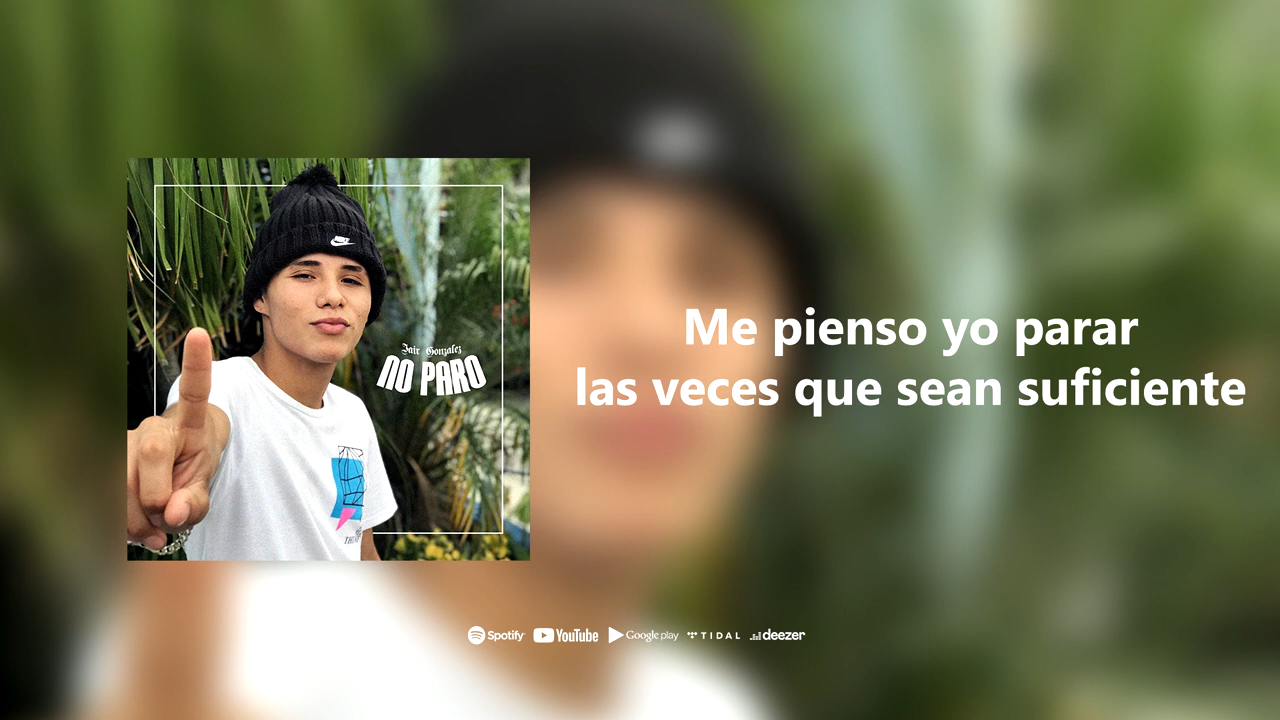 Jair Gonzalez
NO PARO
Me pienso yo parar
las veces que sean suficiente
Spotify
YouTube
Google play
TIDAL
deezer